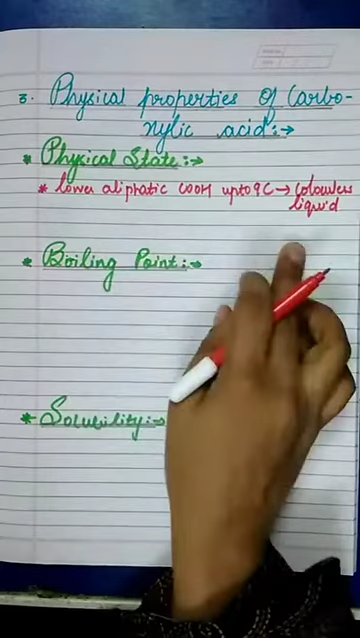 3. Physical properties of Carbo-
xylic acid:→
* Physical State:→
* lower aliphatic COOH upto 9C → colourless
liquid
* Boiling Point:→
* Solubility:→